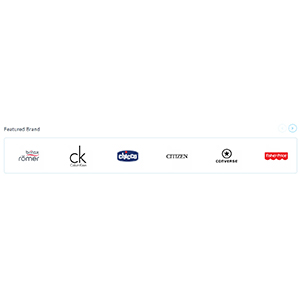 Featured Brand
britax
römer
ck
Calvin Klein
chicco
CITIZEN
CONVERSE
Fisher-Price